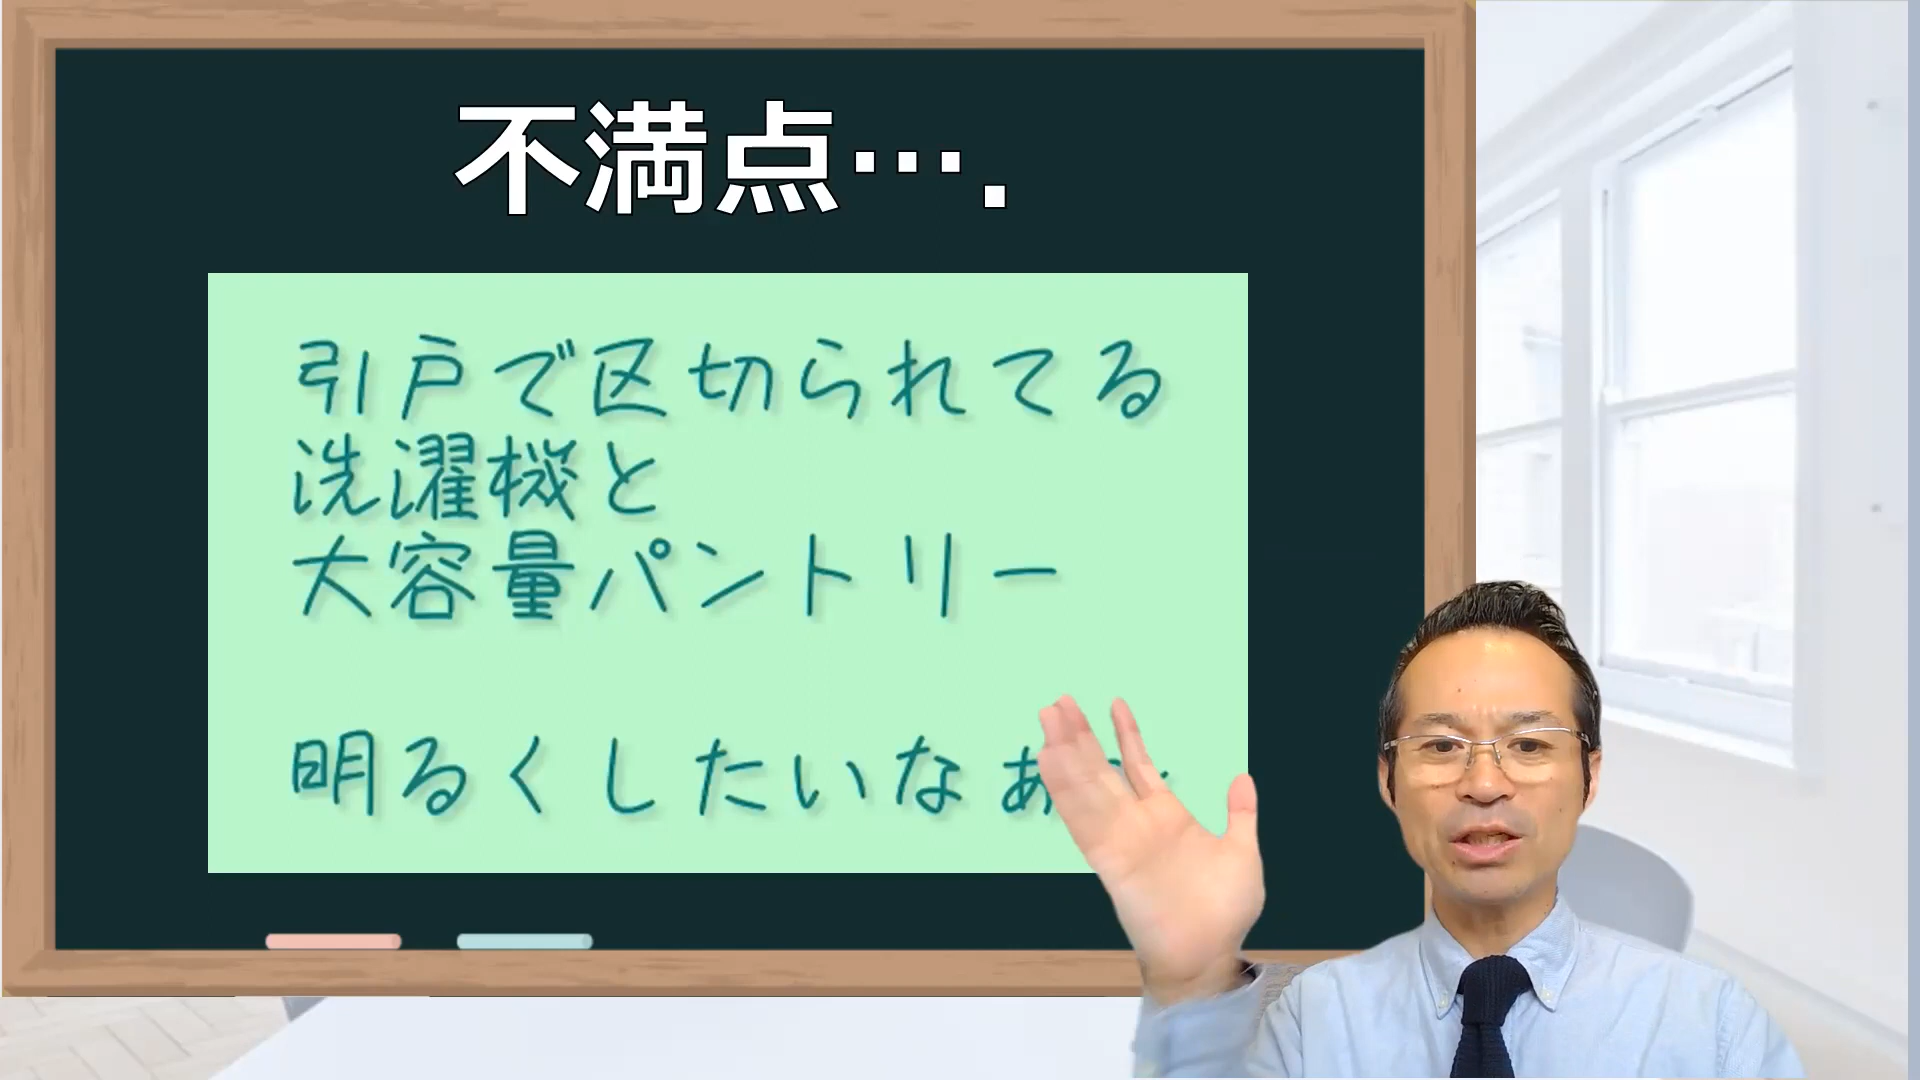 不満点….
引戸で区切られてる
洗濯機と
大容量パントリー
明るくしたいなぁ